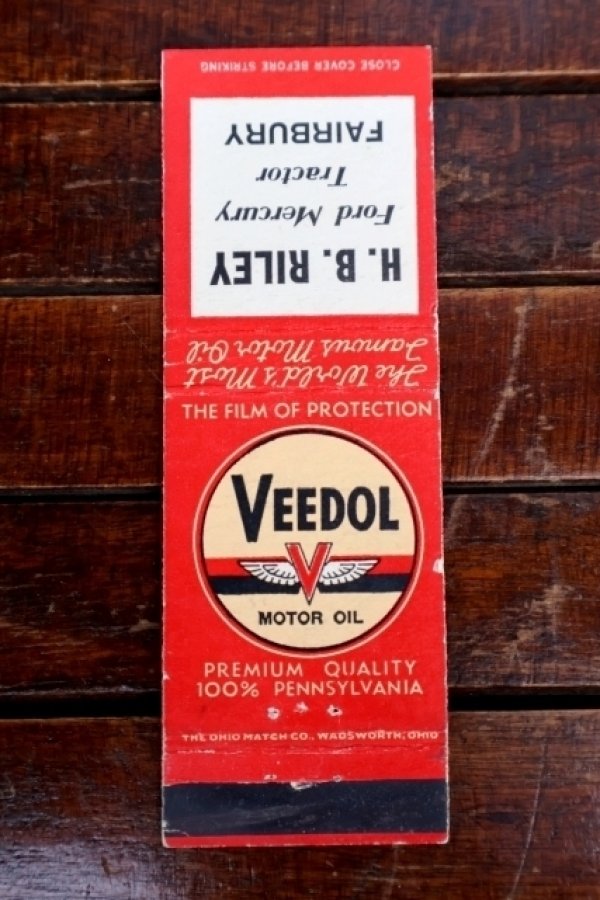 CLOSE COVER BEFORE STRIKING
H. B. RILEY
Ford Mercury
Tractor
FAIRBURY
The World's Most
Famous Motor Oil
THE FILM OF PROTECTION
VEEDOL
V
MOTOR OIL
PREMIUM QUALITY
100% PENNSYLVANIA
THE OHIO MATCH CO., WADSWORTH, OHIO